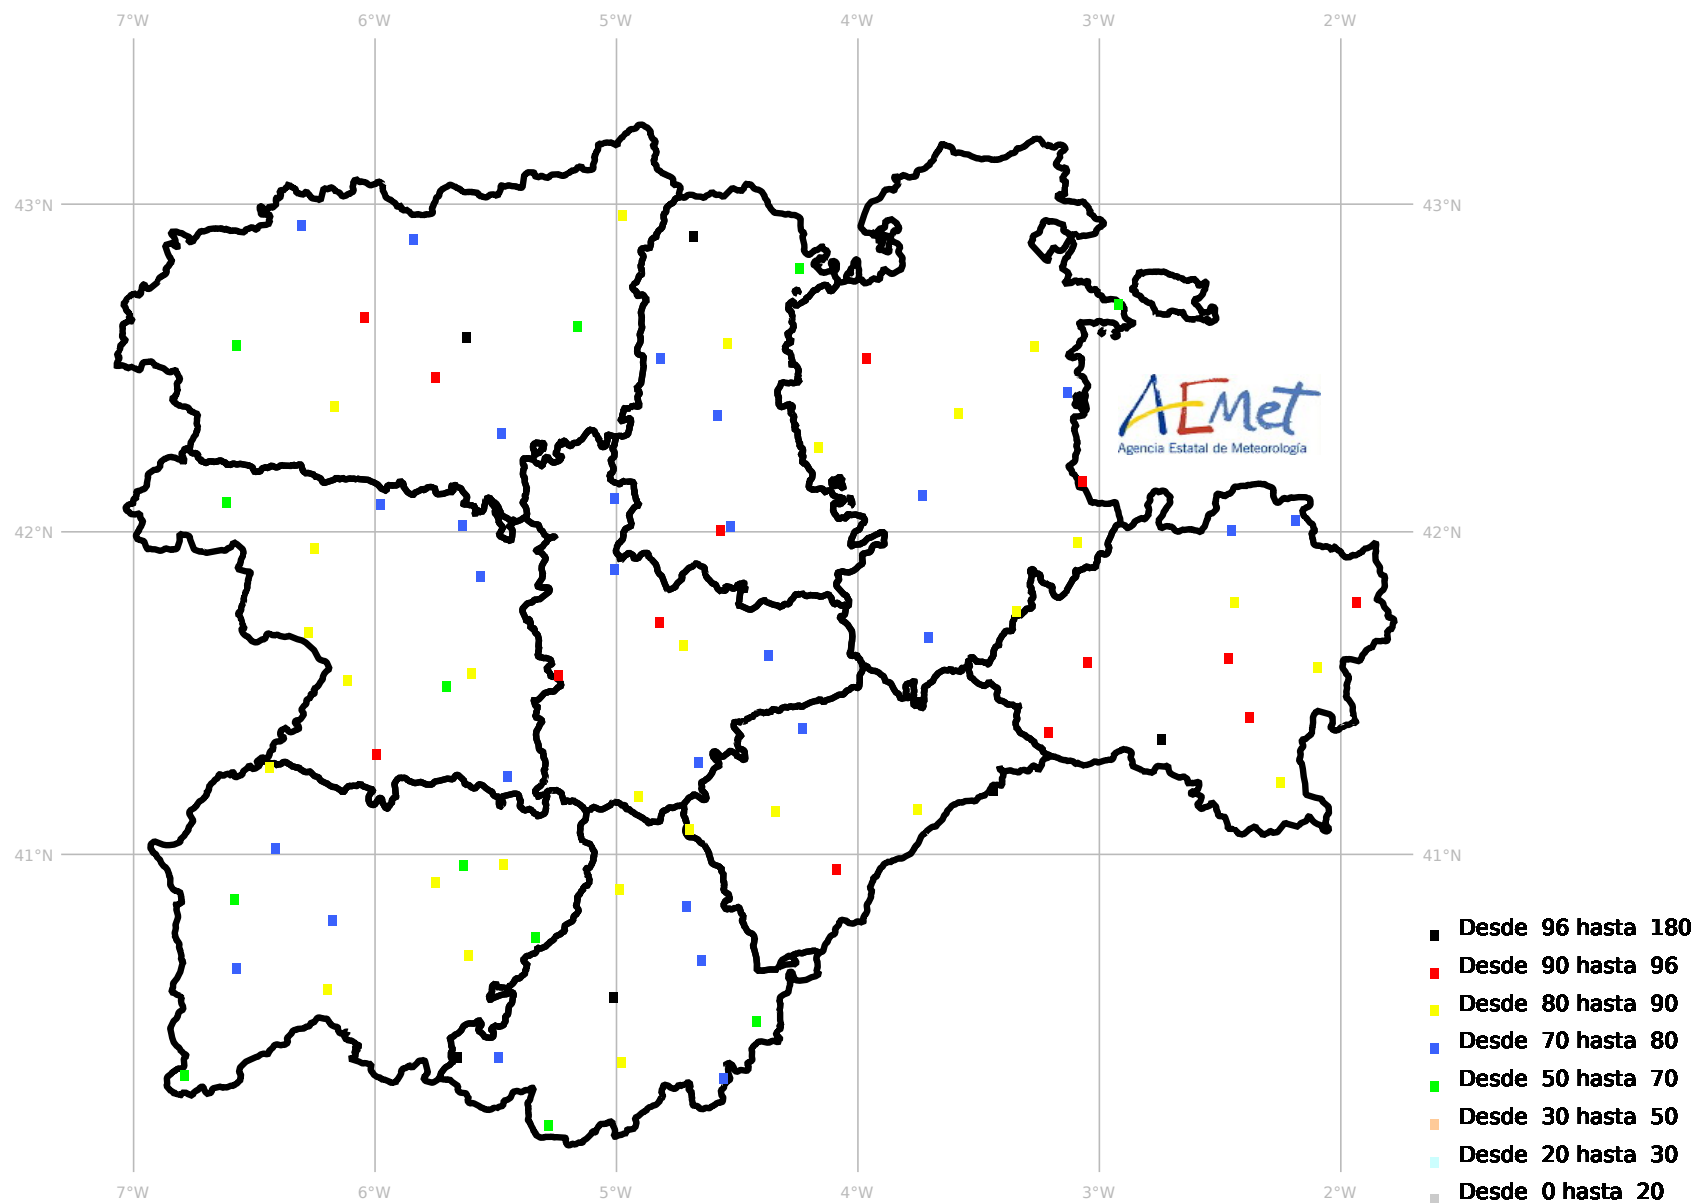 7°W 6°W 5°W 4°W 3°W 2°W
43°N 43°N
AEMet
Agencia Estatal de Meteorología
42°N 42°N
41°N 41°N
Desde 96 hasta 180
Desde 90 hasta 96
Desde 80 hasta 90
Desde 70 hasta 80
Desde 50 hasta 70
Desde 30 hasta 50
Desde 20 hasta 30
Desde 0 hasta 20
7°W 6°W 5°W 4°W 3°W 2°W